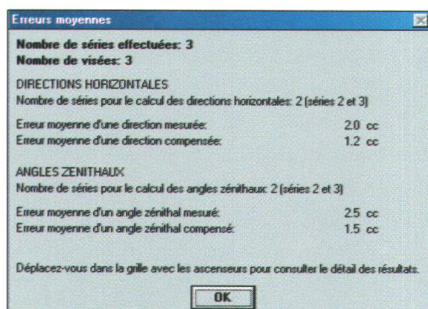 Erreurs moyennes
Nombre de séries effectuées: 3
Nombre de visées: 3
DIRECTIONS HORIZONTALES
Nombre de séries pour le calcul des directions horizontales: 2 (séries 2 et 3)
Erreur moyenne d'une direction mesurée: 2.0 cc
Erreur moyenne d'une direction compensée: 1.2 cc
ANGLES ZENITHAUX
Nombre de séries pour le calcul des angles zénithaux: 2 (séries 2 et 3)
Erreur moyenne d'un angle zénithal mesuré: 2.5 cc
Erreur moyenne d'un angle zénithal compensé: 1.5 cc
Déplacez-vous dans la grille avec les ascenseurs pour consulter le détail des résultats.
OK